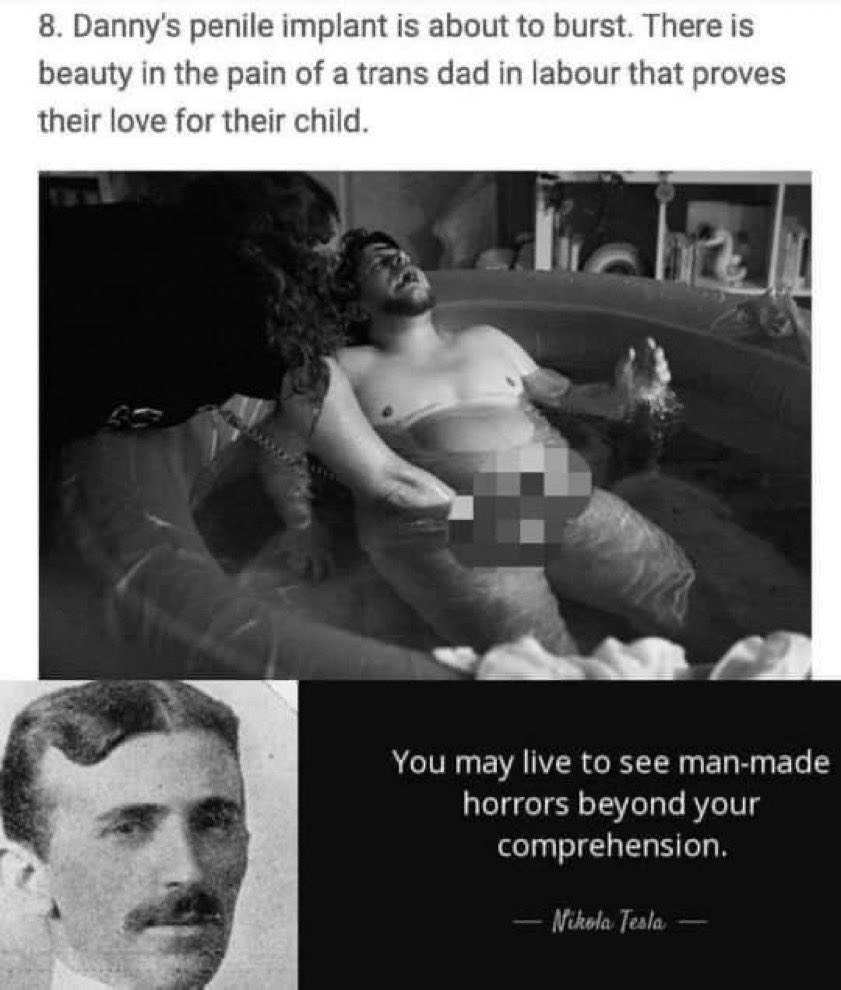 8. Danny's penile implant is about to burst. There is
beauty in the pain of a trans dad in labour that proves
their love for their child.
You may live to see man-made
horrors beyond your
comprehension.
— Nikola Tesla —